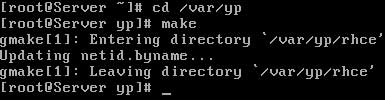 [root@Server ~]# cd /var/yp
[root@Server yp]# make
gmake[1]: Entering directory `/var/yp/rhce'
Updating netid.byname...
gmake[1]: Leaving directory `/var/yp/rhce'
[root@Server yp]# _